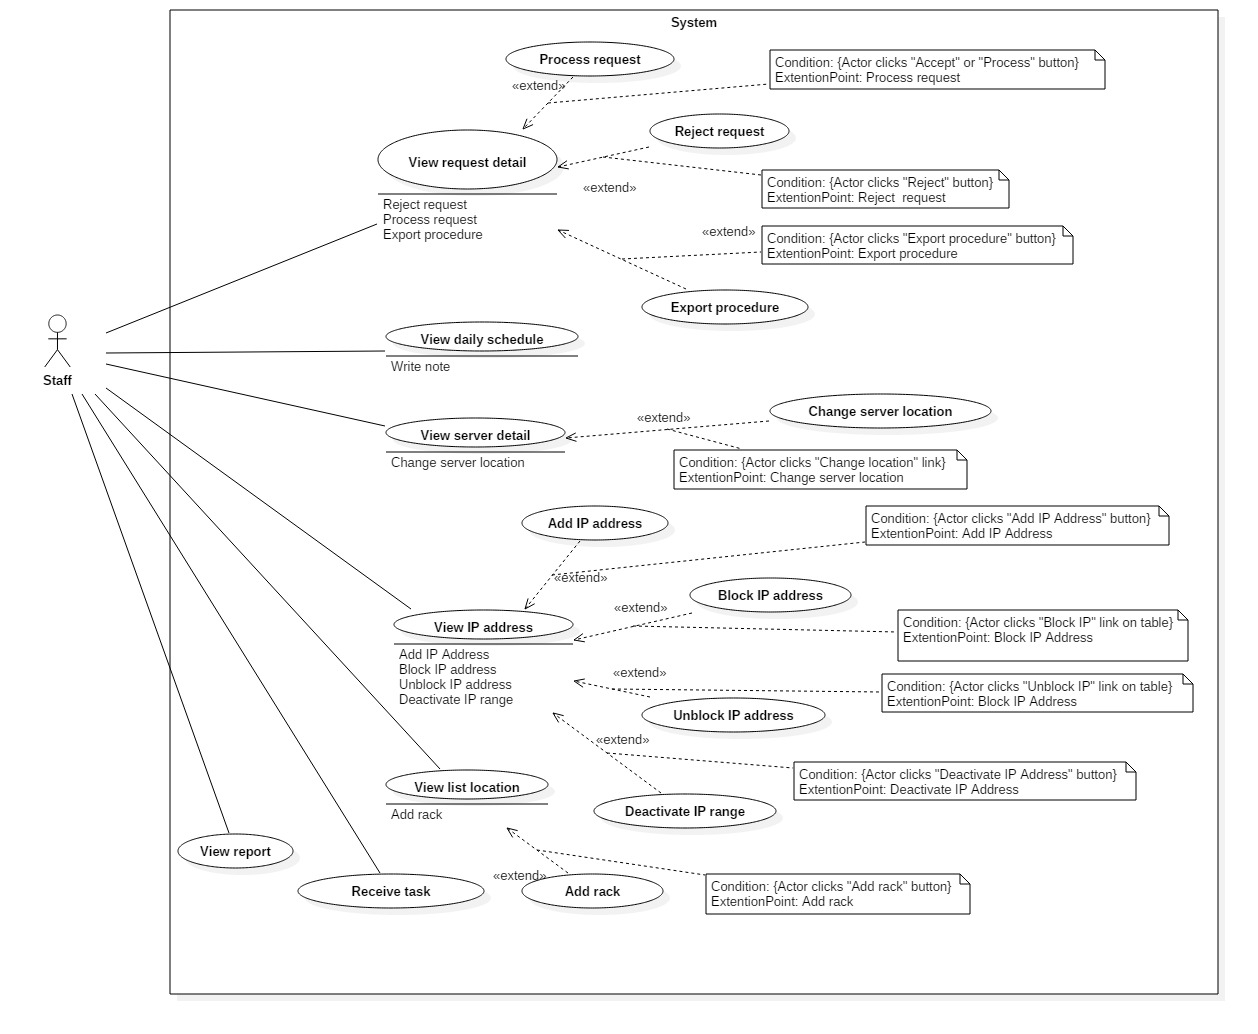 System
Process request
«extend»
Condition: {Actor clicks "Accept" or "Process" button}
ExtentionPoint: Process request
Reject request
View request detail
«extend»
Condition: {Actor clicks "Reject" button}
ExtentionPoint: Reject  request
Reject request
Process request
Export procedure
«extend»
Condition: {Actor clicks "Export procedure" button}
ExtentionPoint: Export procedure
Export procedure
View daily schedule
Write note
Staff
Change server location
«extend»
View server detail
Change server location
Condition: {Actor clicks "Change location" link}
ExtentionPoint: Change server location
Add IP address
Condition: {Actor clicks "Add IP Address" button}
ExtentionPoint: Add IP Address
«extend»
Block IP address
«extend»
View IP address
Condition: {Actor clicks "Block IP" link on table}
ExtentionPoint: Block IP Address
Add IP Address
Block IP address
Unblock IP address
Deactivate IP range
«extend»
Condition: {Actor clicks "Unblock IP" link on table}
ExtentionPoint: Block IP Address
Unblock IP address
«extend»
Condition: {Actor clicks "Deactivate IP Address" button}
ExtentionPoint: Deactivate IP Address
View list location
Add rack
Deactivate IP range
View report
Receive task
«extend»
Add rack
Condition: {Actor clicks "Add rack" button}
ExtentionPoint: Add rack